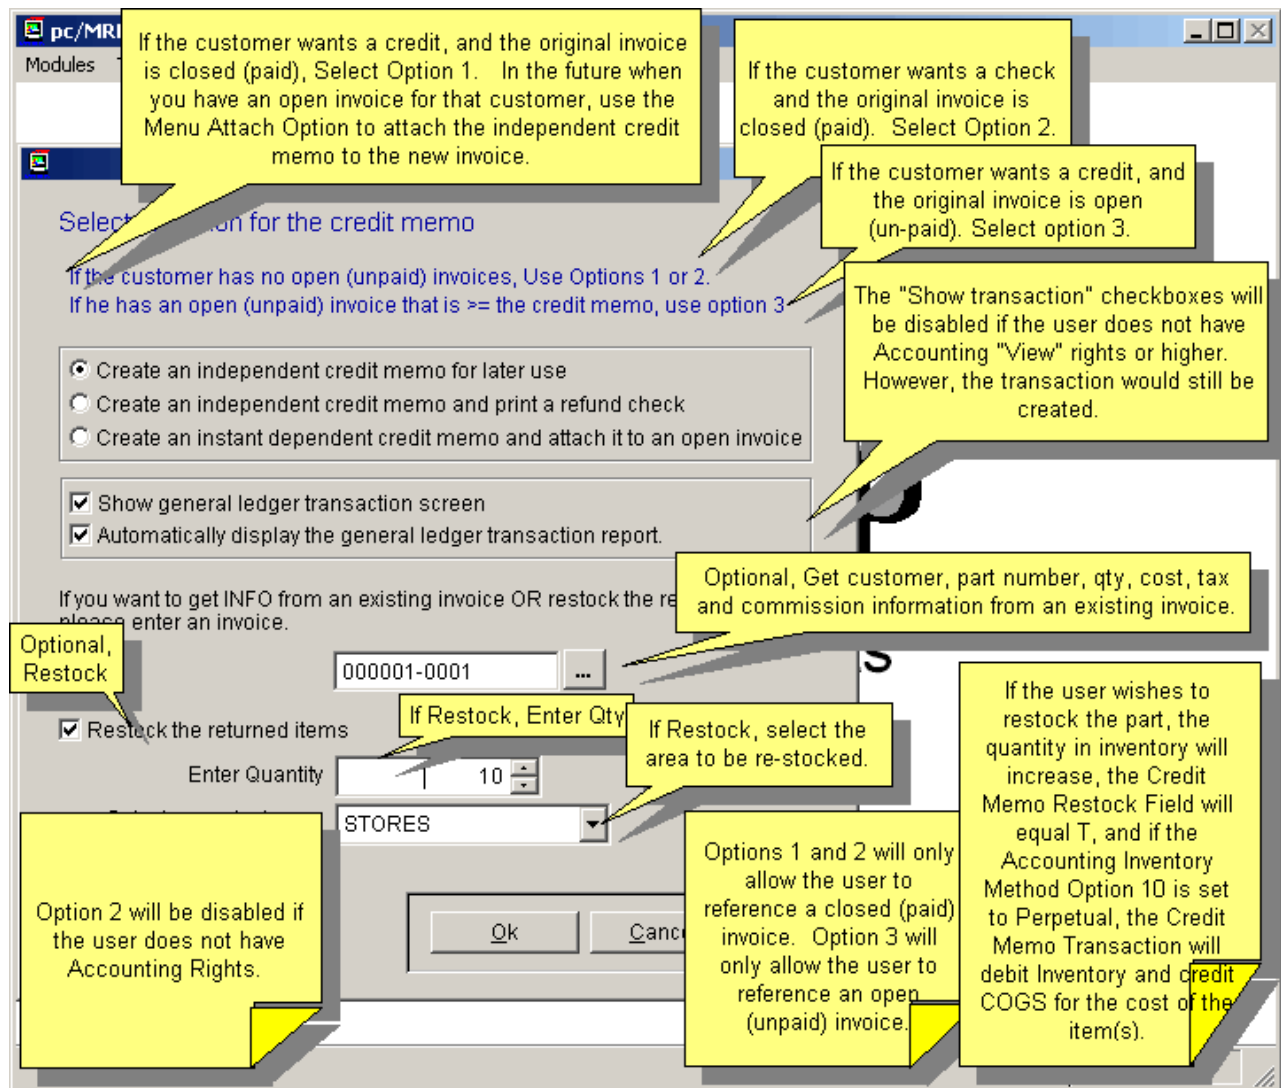 pc/MRI
Modules
If the customer wants a credit, and the original invoice
is closed (paid), Select Option 1. In the future when
you have an open invoice for that customer, use the
Menu Attach Option to attach the independent credit
memo to the new invoice.
If the customer wants a check
and the original invoice is
closed (paid). Select Option 2.
If the customer wants a credit, and
the original invoice is open
(un-paid). Select option 3.
Select on for the credit memo
If the customer has no open (unpaid) invoices, Use Options 1 or 2.
If he has an open (unpaid) invoice that is >= the credit memo, use option 3
The "Show transaction" checkboxes will
be disabled if the user does not have
Accounting "View" rights or higher.
However, the transaction would still be
created.
Create an independent credit memo for later use
Create an independent credit memo and print a refund check
Create an instant dependent credit memo and attach it to an open invoice
Show general ledger transaction screen
Automatically display the general ledger transaction report.
Optional, Get customer, part number, qty, cost, tax
and commission information from an existing invoice.
If you want to get INFO from an existing invoice OR restock the re
please enter an invoice.
Optional,
Restock
000001-0001
...
Restock the returned items
If Restock, Enter Qty
If Restock, select the
area to be re-stocked.
Enter Quantity
10
STORES
Option 2 will be disabled if
the user does not have
Accounting Rights.
Ok
Cance
Options 1 and 2 will only
allow the user to
reference a closed (paid)
invoice. Option 3 will
only allow the user to
reference an open
(unpaid) invoice.
If the user wishes to
restock the part, the
quantity in inventory will
increase, the Credit
Memo Restock Field will
equal T, and if the
Accounting Inventory
Method Option 10 is set
to Perpetual, the Credit
Memo Transaction will
debit Inventory and credit
COGS for the cost of the
item(s).